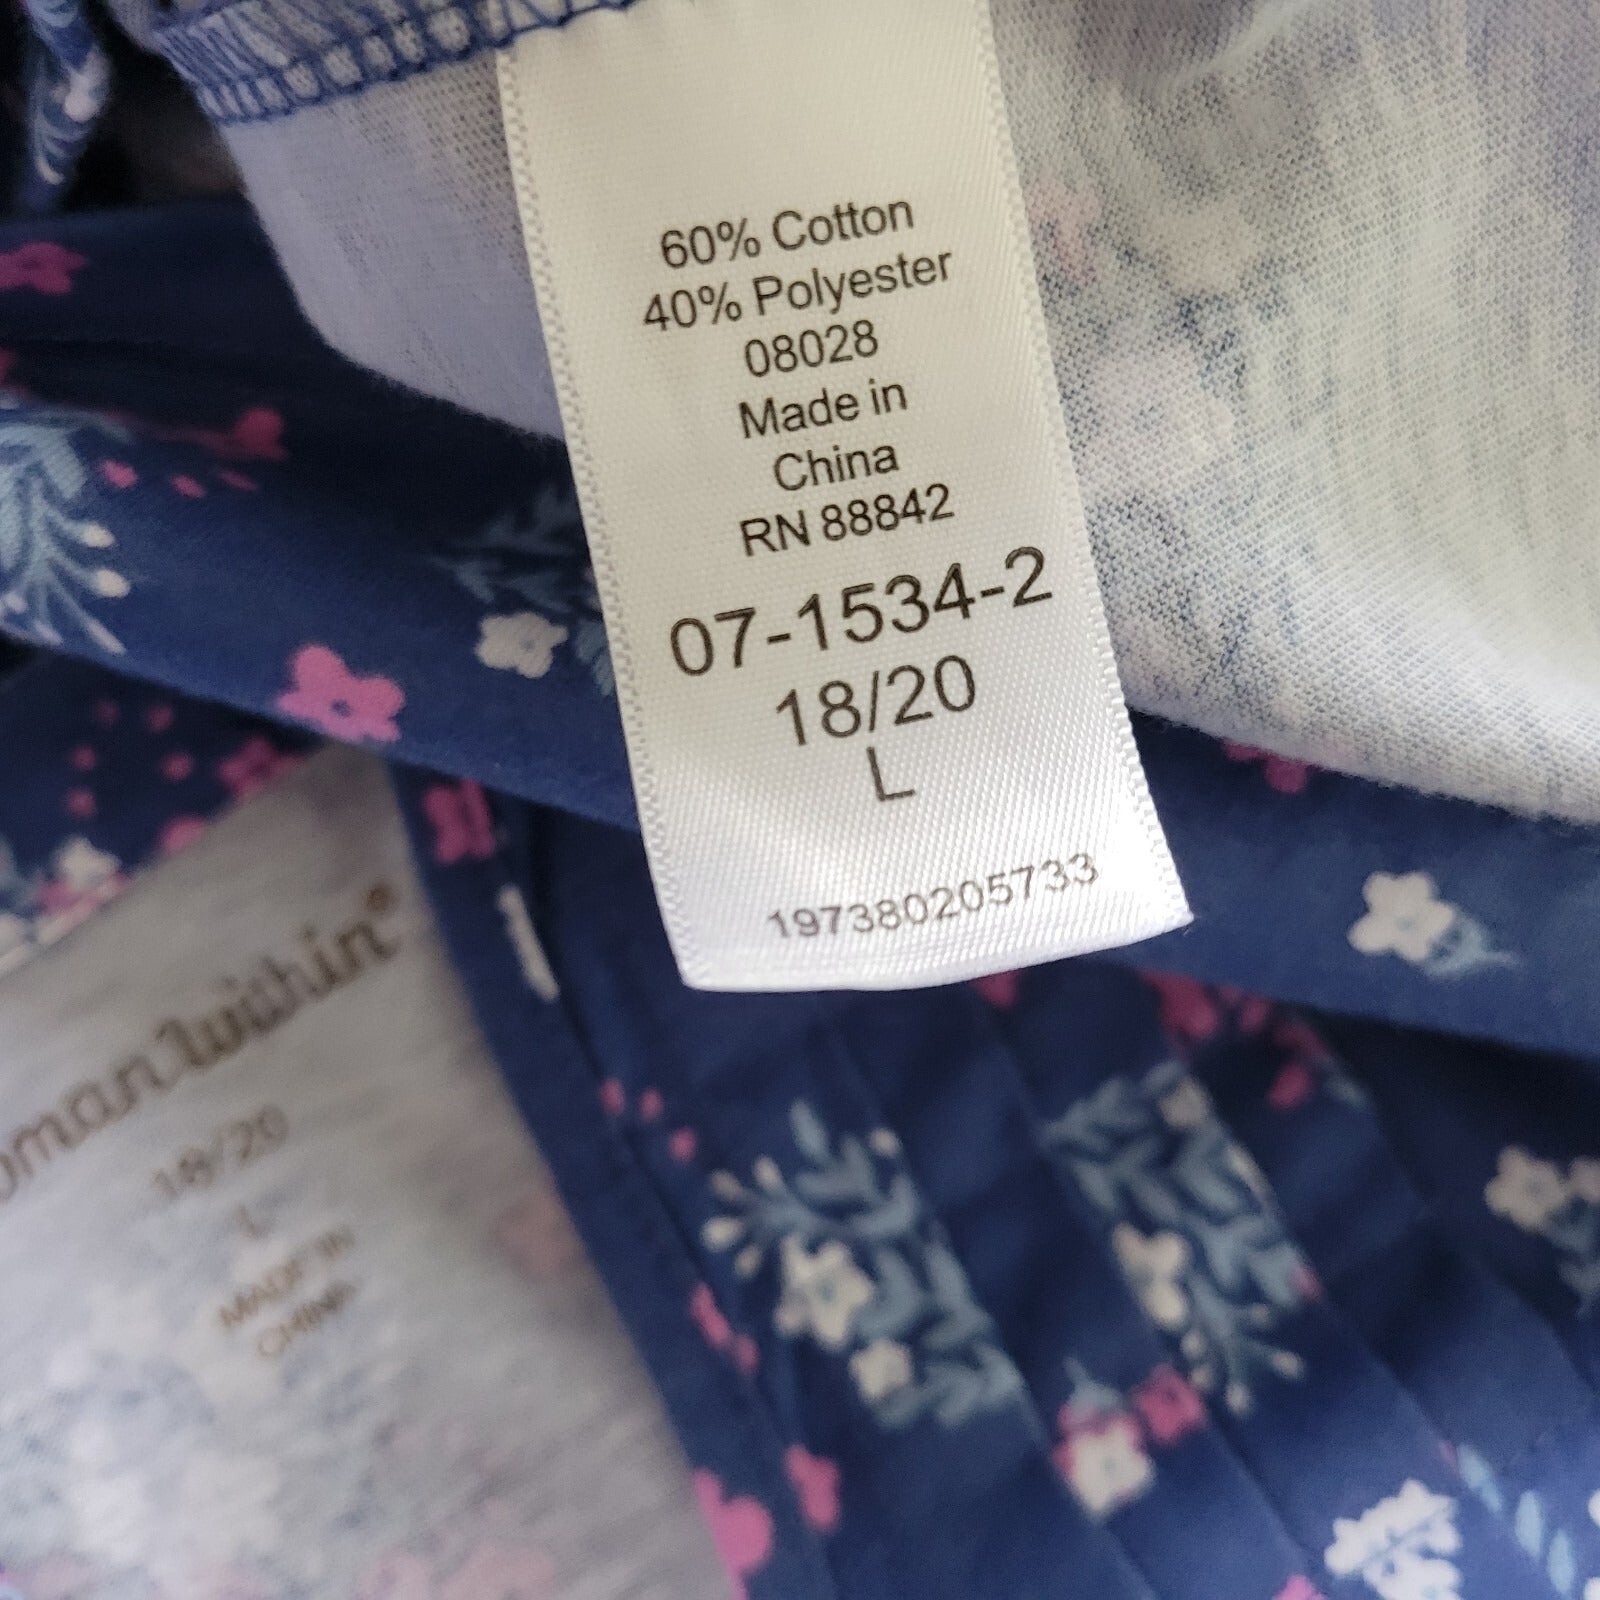 60% Cotton
40% Polyester
08028
Made in
China
RN 88842
07-1534-2
18/20
L
197380205733
oman within®
18/20
L
MADE IN
CHINA